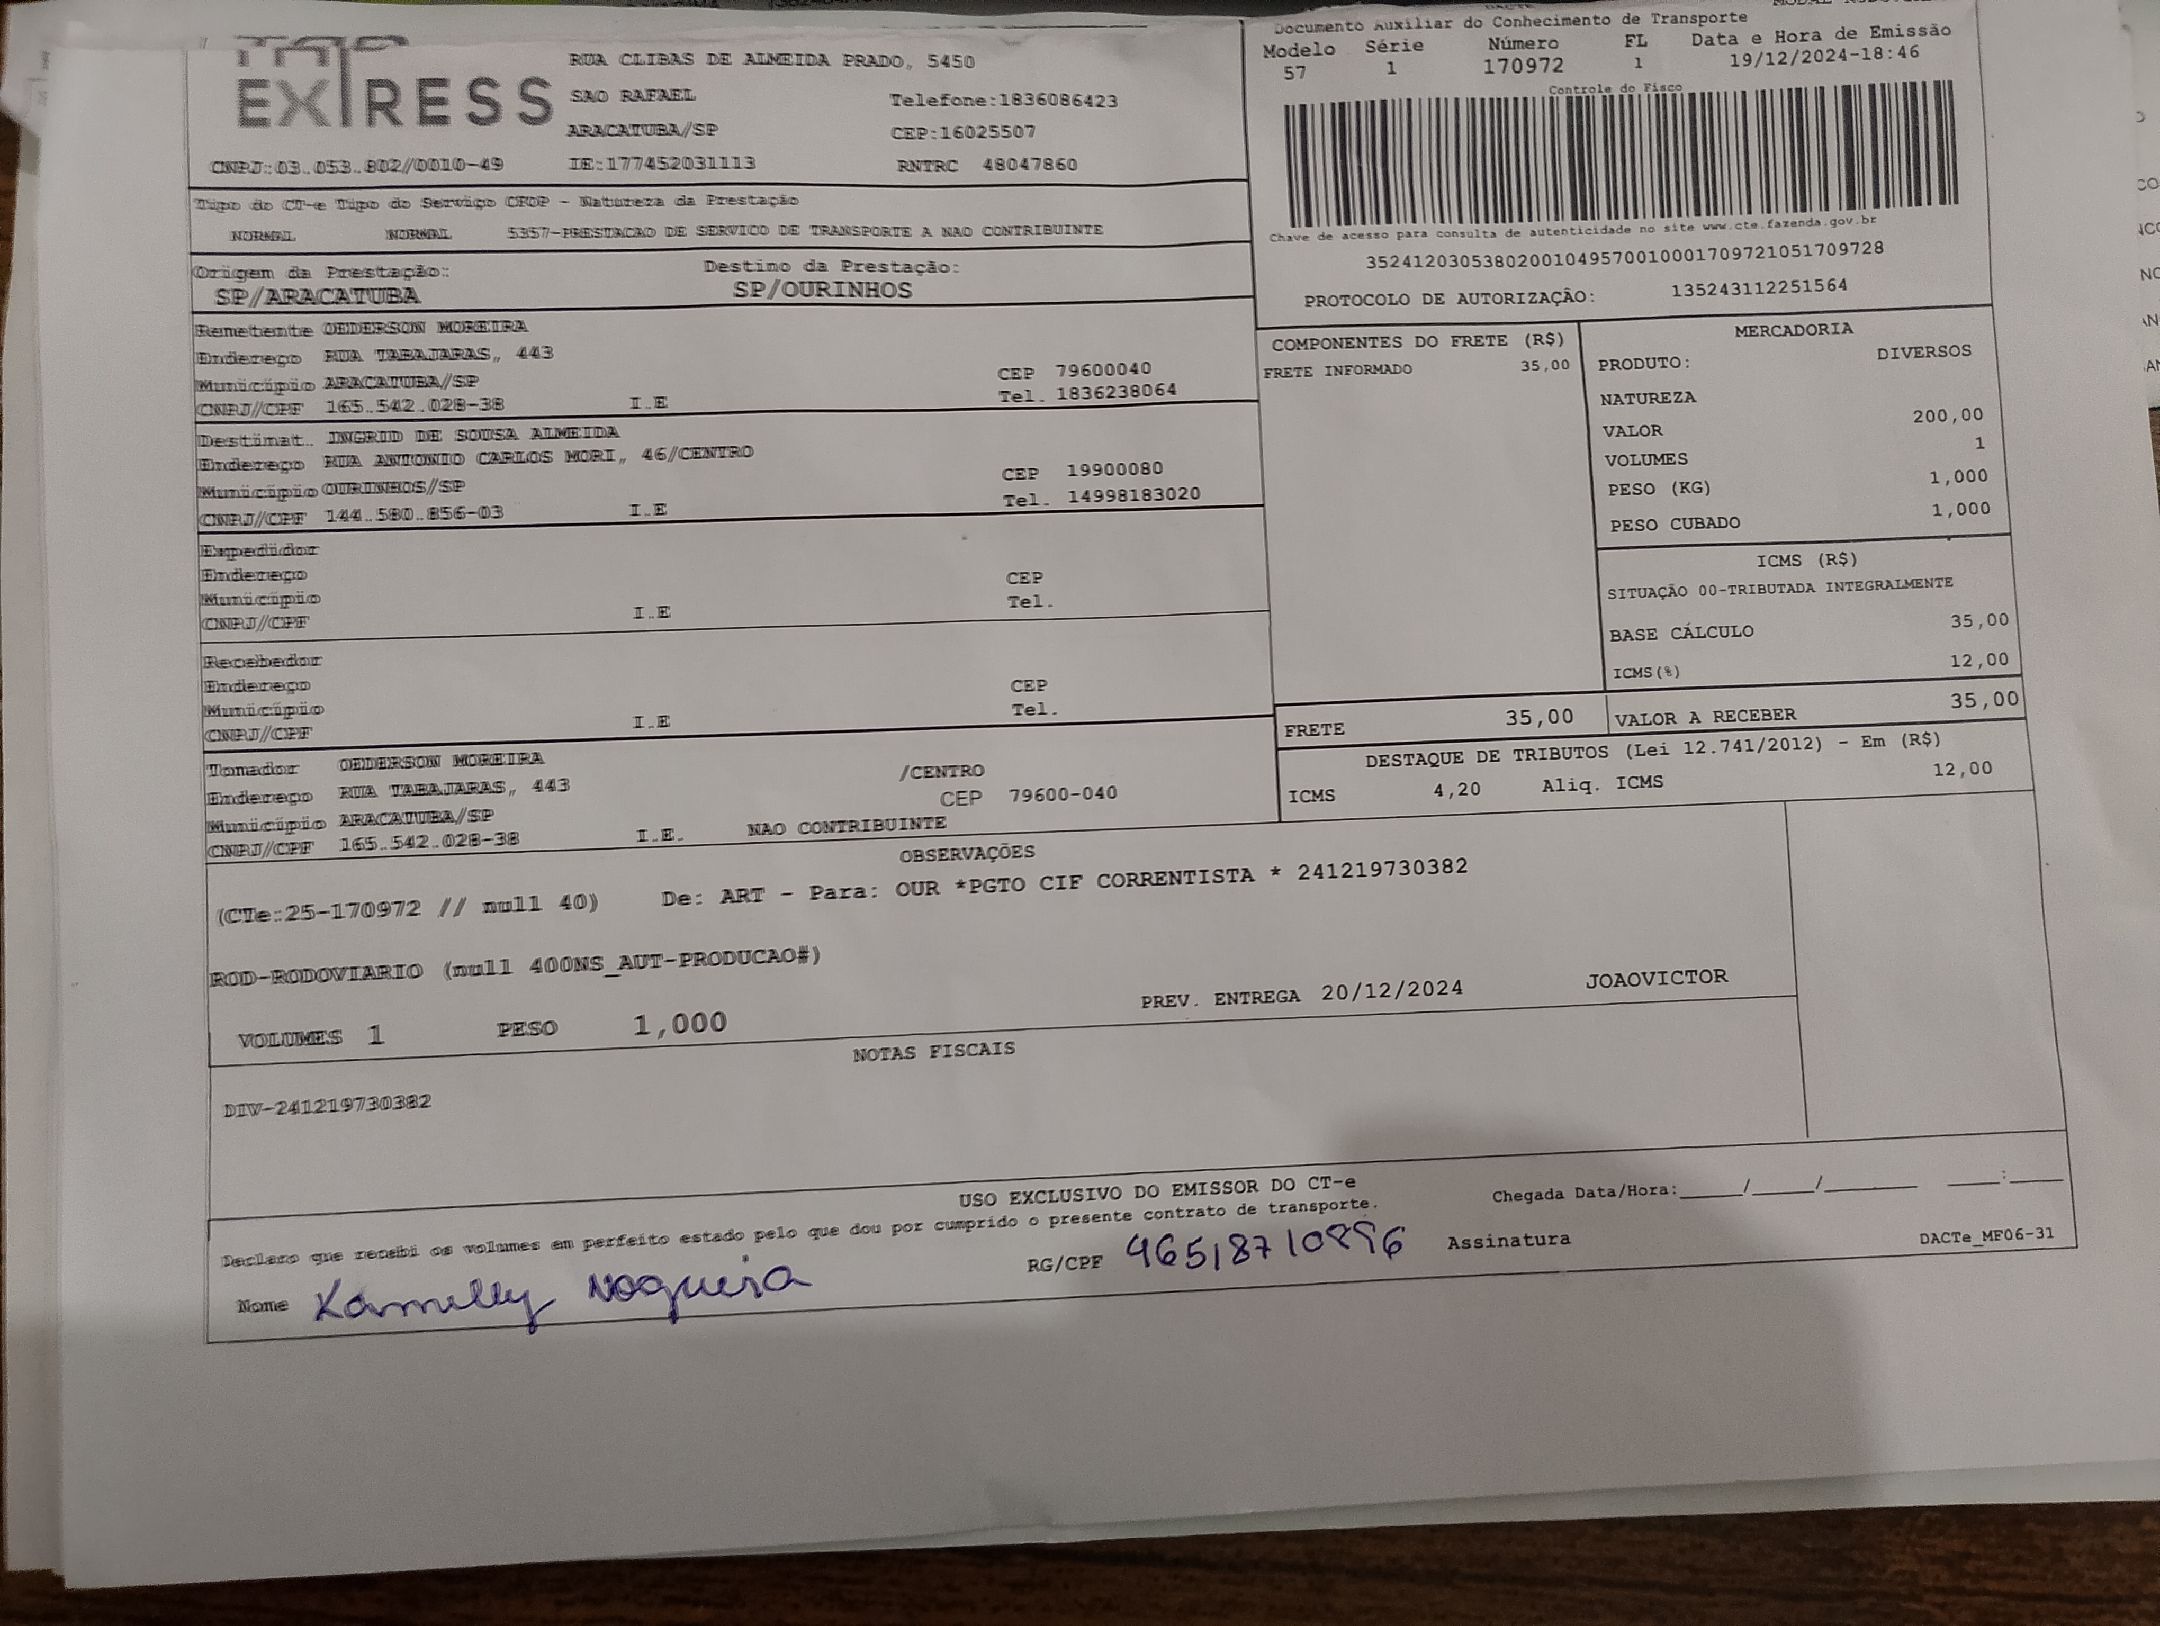 EXPRESS
RUA CLIBAS DE ALMEIDA PRADO, 5450
SAO RAFAEL Telefone:1836086423
ARACATUBA/SP CEP:16025507
CNPJ:03.053.802/0010-49 IE:177452031113 RNTRC 48047860
Documento Auxiliar do Conhecimento de Transporte
Modelo Série Número FL Data e Hora de Emissão
57 1 170972 1 19/12/2024-18:46
Controle do Fisco
Chave de acesso para consulta de autenticidade no site www.cte.fazenda.gov.br
35241203053802001049570010001709721051709728
PROTOCOLO DE AUTORIZAÇÃO: 135243112251564
Tipo do CT-e Tipo do Serviço CFOP - Natureza da Prestação
NORMAL NORMAL 5357-PRESTACAO DE SERVICO DE TRANSPORTE A NAO CONTRIBUINTE
Origem da Prestação: Destino da Prestação:
SP/ARACATUBA SP/OURINHOS
Remetente OEDERSON MOREIRA
Endereço RUA TABAJARAS, 443
Município ARACATUBA/SP CEP 79600040
CNPJ/CPF 165.542.028-38 I.E Tel. 1836238064
Destinat. INGRID DE SOUSA ALMEIDA
Endereço RUA ANTONIO CARLOS MORI, 46/CENTRO
Município OURINHOS/SP CEP 19900080
CNPJ/CPF 144.580.856-03 I.E Tel. 14998183020
Expedidor
Endereço CEP
Município Tel.
CNPJ/CPF I.E
Recebedor
Endereço CEP
Município Tel.
CNPJ/CPF I.E
Tomador OEDERSON MOREIRA
Endereço RUA TABAJARAS, 443 /CENTRO
Município ARACATUBA/SP CEP 79600-040
CNPJ/CPF 165.542.028-38 I.E. NAO CONTRIBUINTE
COMPONENTES DO FRETE (R$)
FRETE INFORMADO 35,00
MERCADORIA
PRODUTO: DIVERSOS
NATUREZA
VALOR 200,00
VOLUMES 1
PESO (KG) 1,000
PESO CUBADO 1,000
ICMS (R$)
SITUAÇÃO 00-TRIBUTADA INTEGRALMENTE
BASE CÁLCULO 35,00
ICMS(%) 12,00
FRETE 35,00 VALOR A RECEBER 35,00
DESTAQUE DE TRIBUTOS (Lei 12.741/2012) - Em (R$)
ICMS 4,20 Aliq. ICMS 12,00
OBSERVAÇÕES
(CTe:25-170972 // null 40) De: ART - Para: OUR *PGTO CIF CORRENTISTA * 241219730382
ROD-RODOVIARIO (null 400NS_AUT-PRODUCAO#)
VOLUMES 1 PESO 1,000 PREV. ENTREGA 20/12/2024 JOAOVICTOR
NOTAS FISCAIS
DIV-241219730382
USO EXCLUSIVO DO EMISSOR DO CT-e
Declaro que recebi os volumes em perfeito estado pelo que dou por cumprido o presente contrato de transporte.
Chegada Data/Hora:____/____/______ ____:____
Nome Kamilly Nogueira RG/CPF 46518710896 Assinatura
DACTe_MF06-31